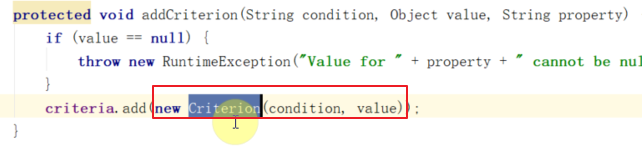 protected void addCriterion(String condition, Object value, String property)
if (value == null) {
throw new RuntimeException("Value for " + property + " cannot be nul
}
criteria.add(new Criterion(condition, value));
}